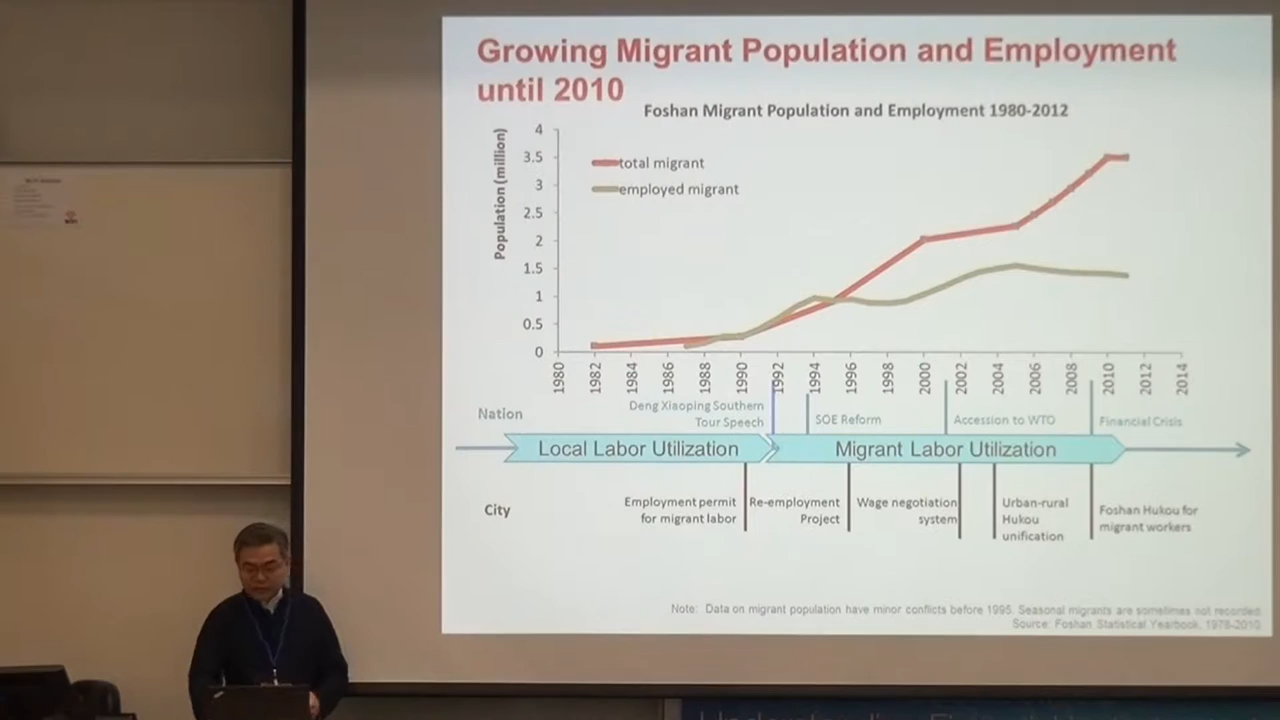 Growing Migrant Population and Employment
until 2010
Foshan Migrant Population and Employment 1980-2012
Population (million)
4
3.5
3
2.5
2
1.5
1
0.5
0
total migrant
employed migrant
1980 1982 1984 1986 1988 1990 1992 1994 1996 1998 2000 2002 2004 2006 2008 2010 2012 2014
Nation
Deng Xiaoping Southern
Tour Speech
SOE Reform
Accession to WTO
Financial Crisis
Local Labor Utilization
Migrant Labor Utilization
City
Employment permit
for migrant labor
Re-employment
Project
Wage negotiation
system
Urban-rural
Hukou
unification
Foshan Hukou for
migrant workers
Note: Data on migrant population have minor conflicts before 1995. Seasonal migrants are sometimes not recorded.
Source: Foshan Statistical Yearbook, 1978-2010